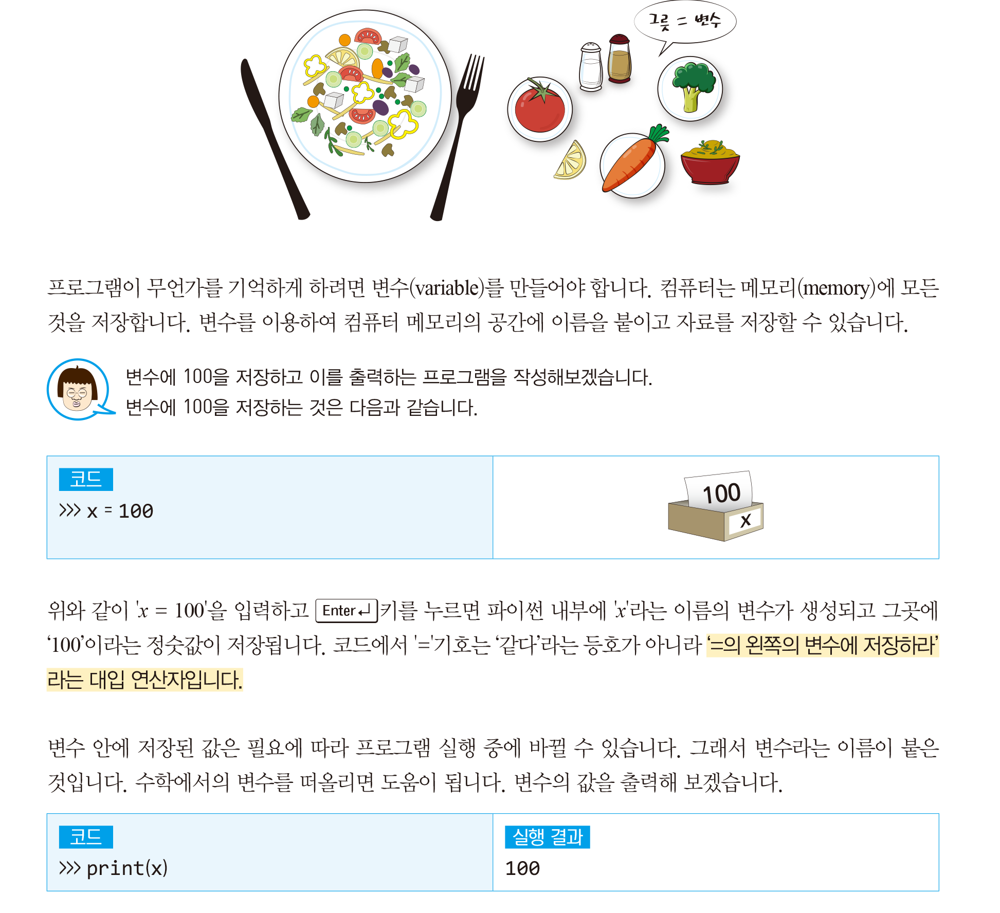 그릇 = 변수
프로그램이 무언가를 기억하게 하려면 변수(variable)를 만들어야 합니다. 컴퓨터는 메모리(memory)에 모든
것을 저장합니다. 변수를 이용하여 컴퓨터 메모리의 공간에 이름을 붙이고 자료를 저장할 수 있습니다.
변수에 100을 저장하고 이를 출력하는 프로그램을 작성해보겠습니다.
변수에 100을 저장하는 것은 다음과 같습니다.
코드
>>> x = 100
100
x
위와 같이 'x = 100'을 입력하고 Enter↵키를 누르면 파이썬 내부에 'x'라는 이름의 변수가 생성되고 그곳에
‘100’이라는 정숫값이 저장됩니다. 코드에서 '='기호는 ‘같다’라는 등호가 아니라 ‘=의 왼쪽의 변수에 저장하라’
라는 대입 연산자입니다.
변수 안에 저장된 값은 필요에 따라 프로그램 실행 중에 바뀔 수 있습니다. 그래서 변수라는 이름이 붙은
것입니다. 수학에서의 변수를 떠올리면 도움이 됩니다. 변수의 값을 출력해 보겠습니다.
코드
>>> print(x)
실행 결과
100